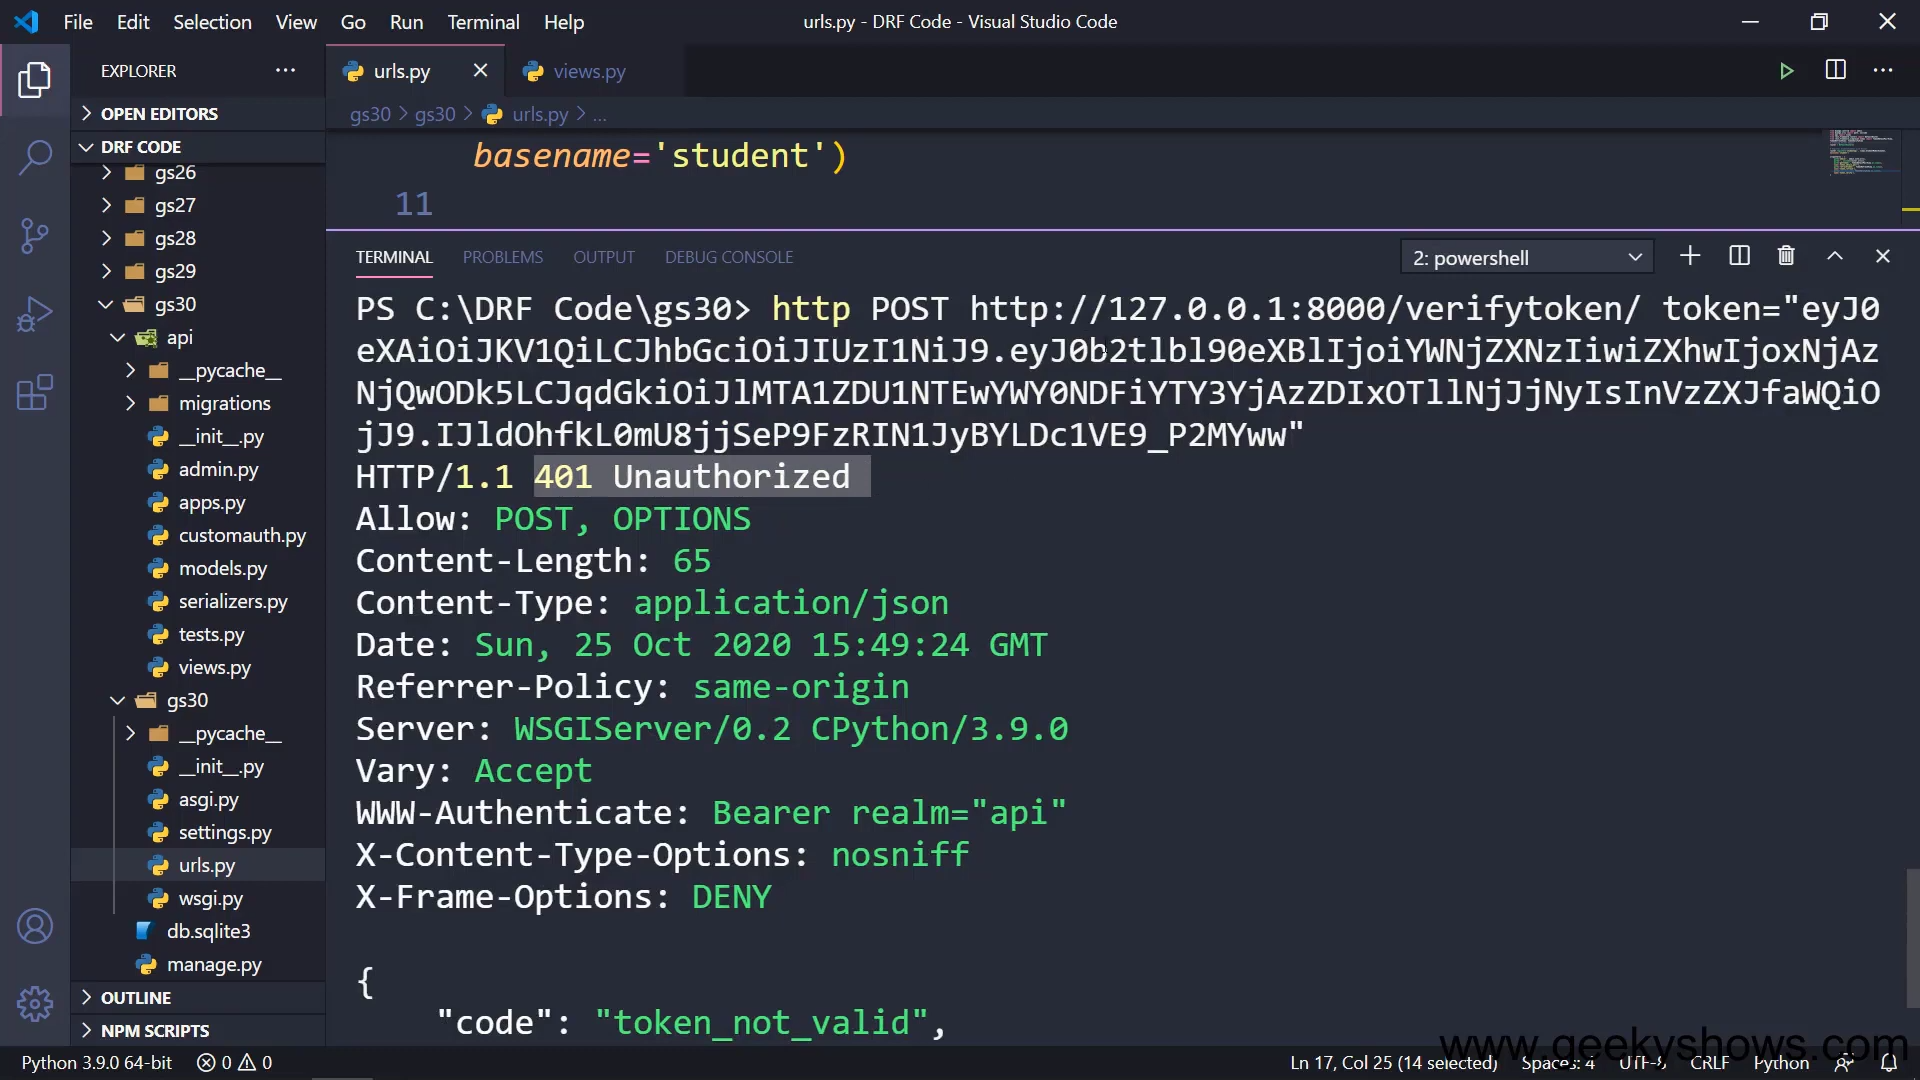 File Edit Selection View Go Run Terminal Help
urls.py - DRF Code - Visual Studio Code
EXPLORER
urls.py
views.py
OPEN EDITORS
gs30 > gs30 > urls.py > ...
DRF CODE
gs26
gs27
gs28
gs29
gs30
api
__pycache__
migrations
__init__.py
admin.py
apps.py
customauth.py
models.py
serializers.py
tests.py
views.py
gs30
__pycache__
__init__.py
asgi.py
settings.py
urls.py
wsgi.py
db.sqlite3
manage.py
OUTLINE
NPM SCRIPTS
basename='student')
11
TERMINAL PROBLEMS OUTPUT DEBUG CONSOLE
2: powershell
PS C:\DRF Code\gs30> http POST http://127.0.0.1:8000/verifytoken/ token="eyJ0
eXAiOiJKV1QiLCJhbGciOiJIUzI1NiJ9.eyJ0b2tlbl90eXBlIjoiYWNjZXNzIiwiZXhwIjoxNjAz
NjQwODk5LCJqdGkiOiJlMTA1ZDU1NTEwYWY0NDFiYTY3YjAzZDIxOTllNjJjNyIsInVzZXJfaWQiO
jJ9.IJldOhfkL0mU8jjSeP9FzRIN1JyBYLDc1VE9_P2MYww"
HTTP/1.1 401 Unauthorized
Allow: POST, OPTIONS
Content-Length: 65
Content-Type: application/json
Date: Sun, 25 Oct 2020 15:49:24 GMT
Referrer-Policy: same-origin
Server: WSGIServer/0.2 CPython/3.9.0
Vary: Accept
WWW-Authenticate: Bearer realm="api"
X-Content-Type-Options: nosniff
X-Frame-Options: DENY
{
"code": "token_not_valid",
www.geekyshows.com
Python 3.9.0 64-bit 0 0
Ln 17, Col 25 (14 selected) Spaces: 4 UTF-8 CRLF Python